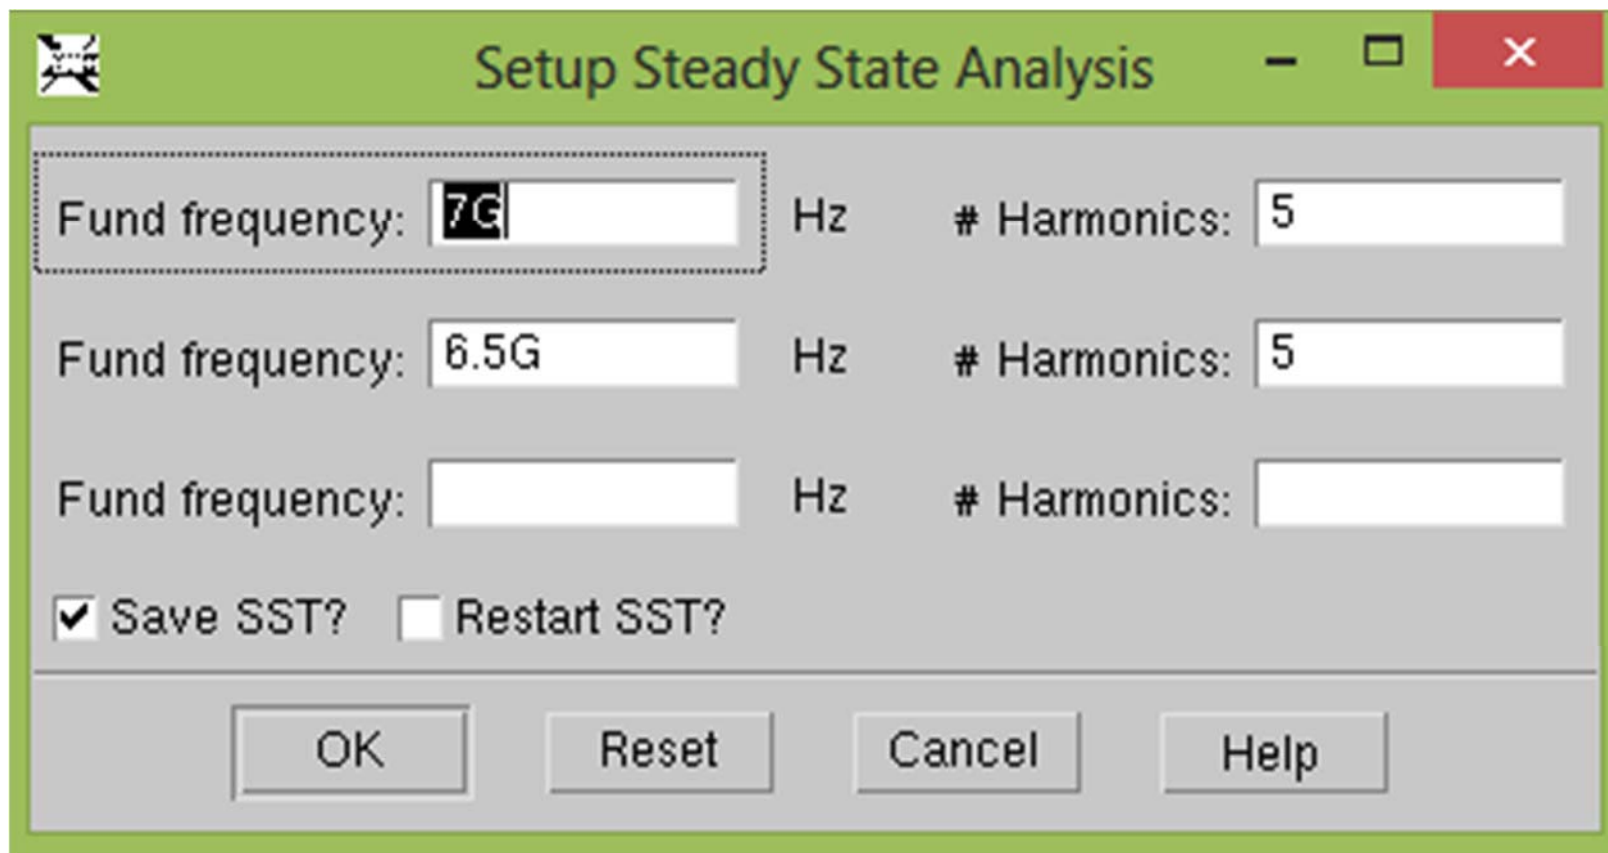 Setup Steady State Analysis
Fund frequency: 7G Hz # Harmonics: 5
Fund frequency: 6.5G Hz # Harmonics: 5
Fund frequency: Hz # Harmonics:
Save SST? Restart SST?
OK Reset Cancel Help